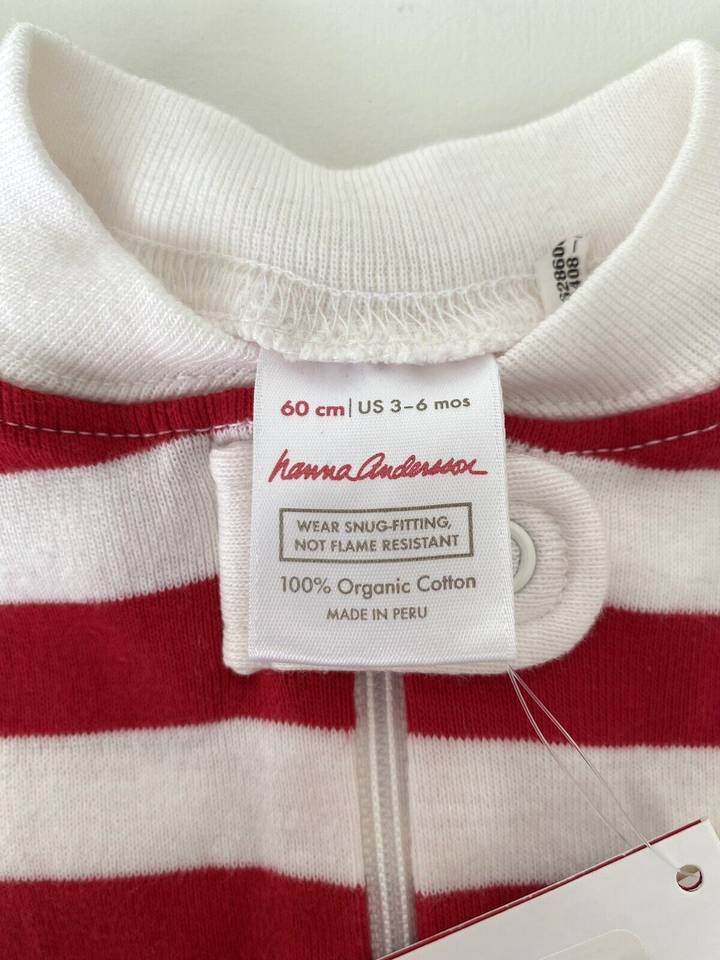 60 cm | US 3-6 mos
hanna Andersson
WEAR SNUG-FITTING,
NOT FLAME RESISTANT
100% Organic Cotton
MADE IN PERU